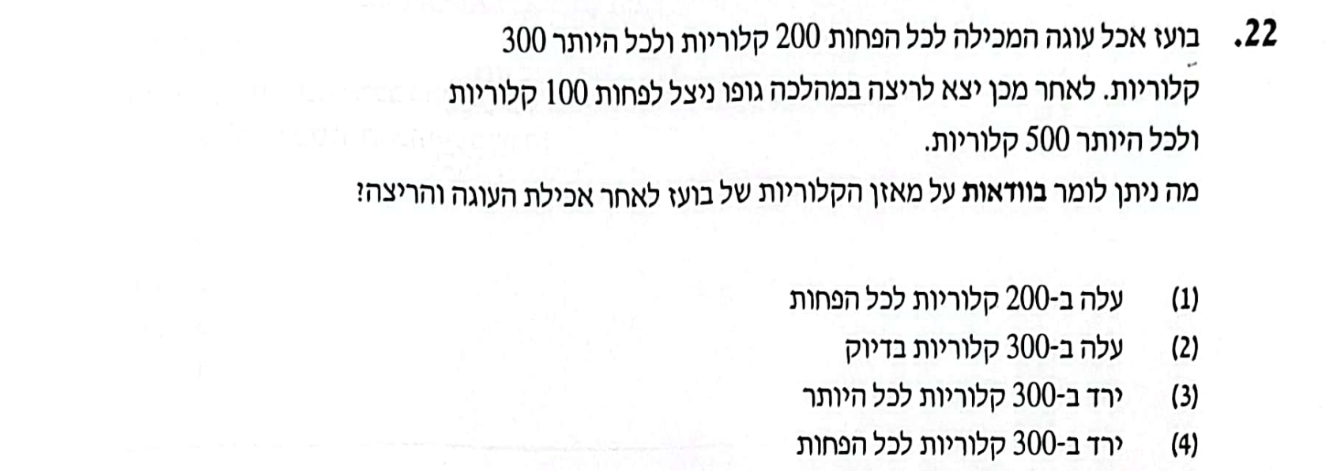 22. בועז אכל עוגה המכילה לכל הפחות 200 קלוריות ולכל היותר 300
קלוריות. לאחר מכן יצא לריצה במהלכה גופו ניצל לפחות 100 קלוריות
ולכל היותר 500 קלוריות.
מה ניתן לומר בוודאות על מאזן הקלוריות של בועז לאחר אכילת העוגה והריצה?
(1) עלה ב-200 קלוריות לכל הפחות
(2) עלה ב-300 קלוריות בדיוק
(3) ירד ב-300 קלוריות לכל היותר
(4) ירד ב-300 קלוריות לכל הפחות